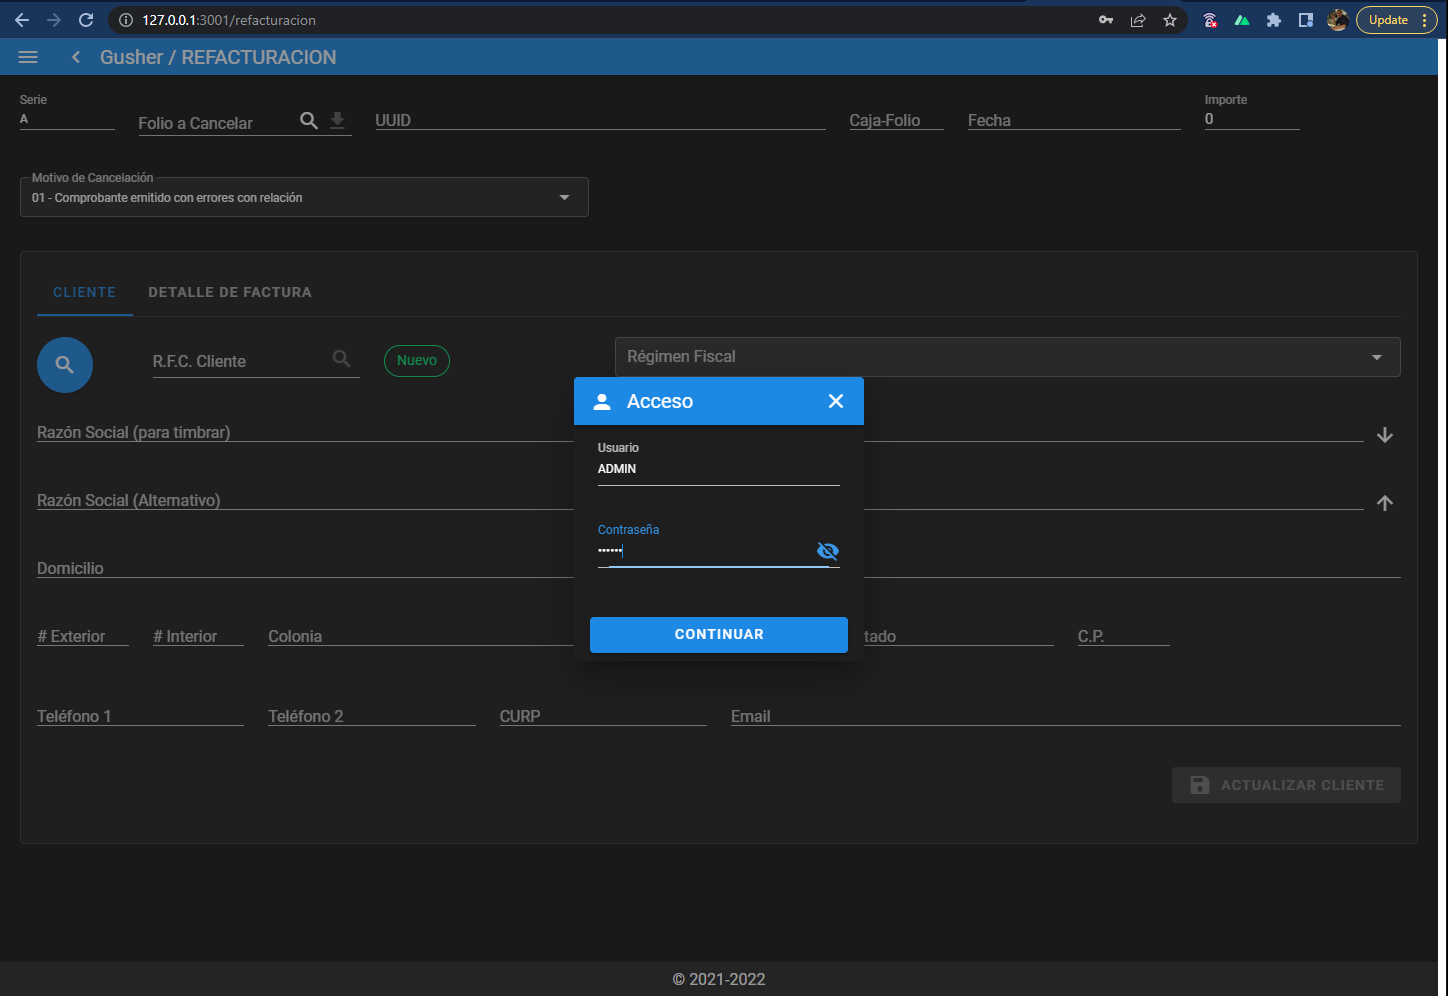 127.0.0.1:3001/refacturacion
Update
Gusher / REFACTURACION
Serie
A
Folio a Cancelar
UUID
Caja-Folio
Fecha
Importe
0
Motivo de Cancelación
01 - Comprobante emitido con errores con relación
CLIENTE
DETALLE DE FACTURA
R.F.C. Cliente
Nuevo
Régimen Fiscal
Acceso
Usuario
ADMIN
Contraseña
••••••
CONTINUAR
Razón Social (para timbrar)
Razón Social (Alternativo)
Domicilio
# Exterior
# Interior
Colonia
tado
C.P.
Teléfono 1
Teléfono 2
CURP
Email
ACTUALIZAR CLIENTE
© 2021-2022